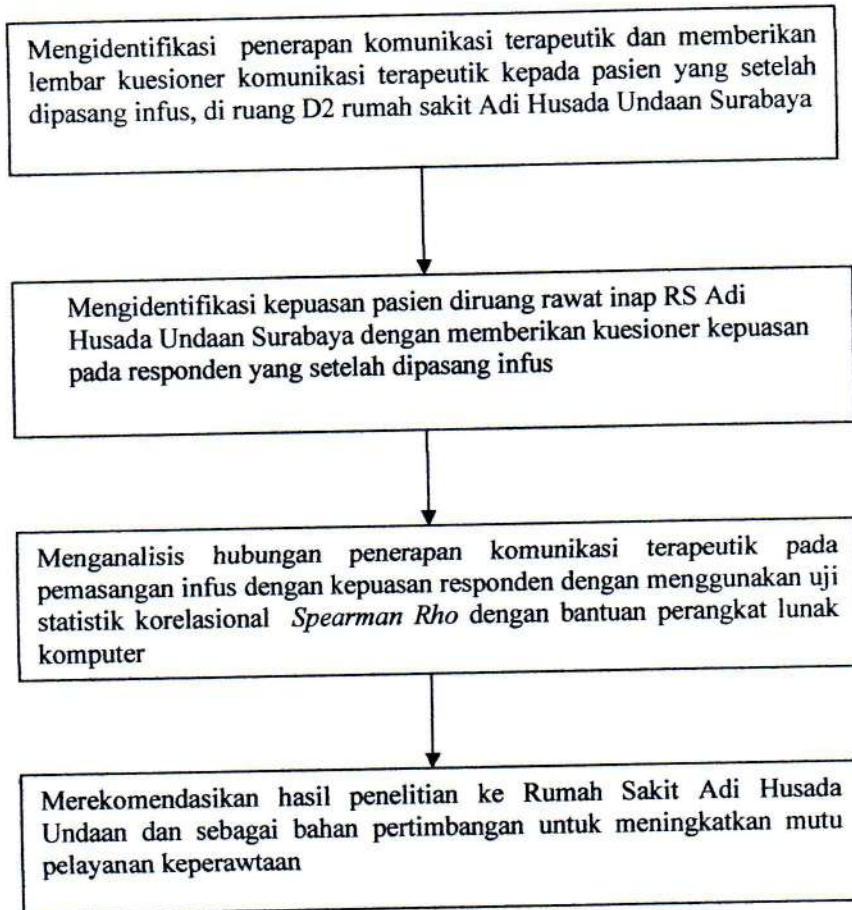 Mengidentifikasi penerapan komunikasi terapeutik dan memberikan
lembar kuesioner komunikasi terapeutik kepada pasien yang setelah
dipasang infus, di ruang D2 rumah sakit Adi Husada Undaan Surabaya
Mengidentifikasi kepuasan pasien diruang rawat inap RS Adi
Husada Undaan Surabaya dengan memberikan kuesioner kepuasan
pada responden yang setelah dipasang infus
Menganalisis hubungan penerapan komunikasi terapeutik pada
pemasangan infus dengan kepuasan responden dengan menggunakan uji
statistik korelasional Spearman Rho dengan bantuan perangkat lunak
komputer
Merekomendasikan hasil penelitian ke Rumah Sakit Adi Husada
Undaan dan sebagai bahan pertimbangan untuk meningkatkan mutu
pelayanan keperawtaan